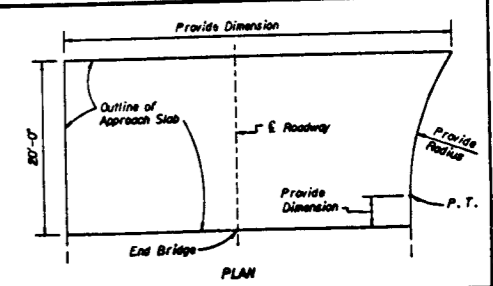 Provide Dimension
Outline of
Approach Slab
20'-0"
℄ Roadway
Provide
Radius
Provide
Dimension
P.T.
End Bridge
PLAN